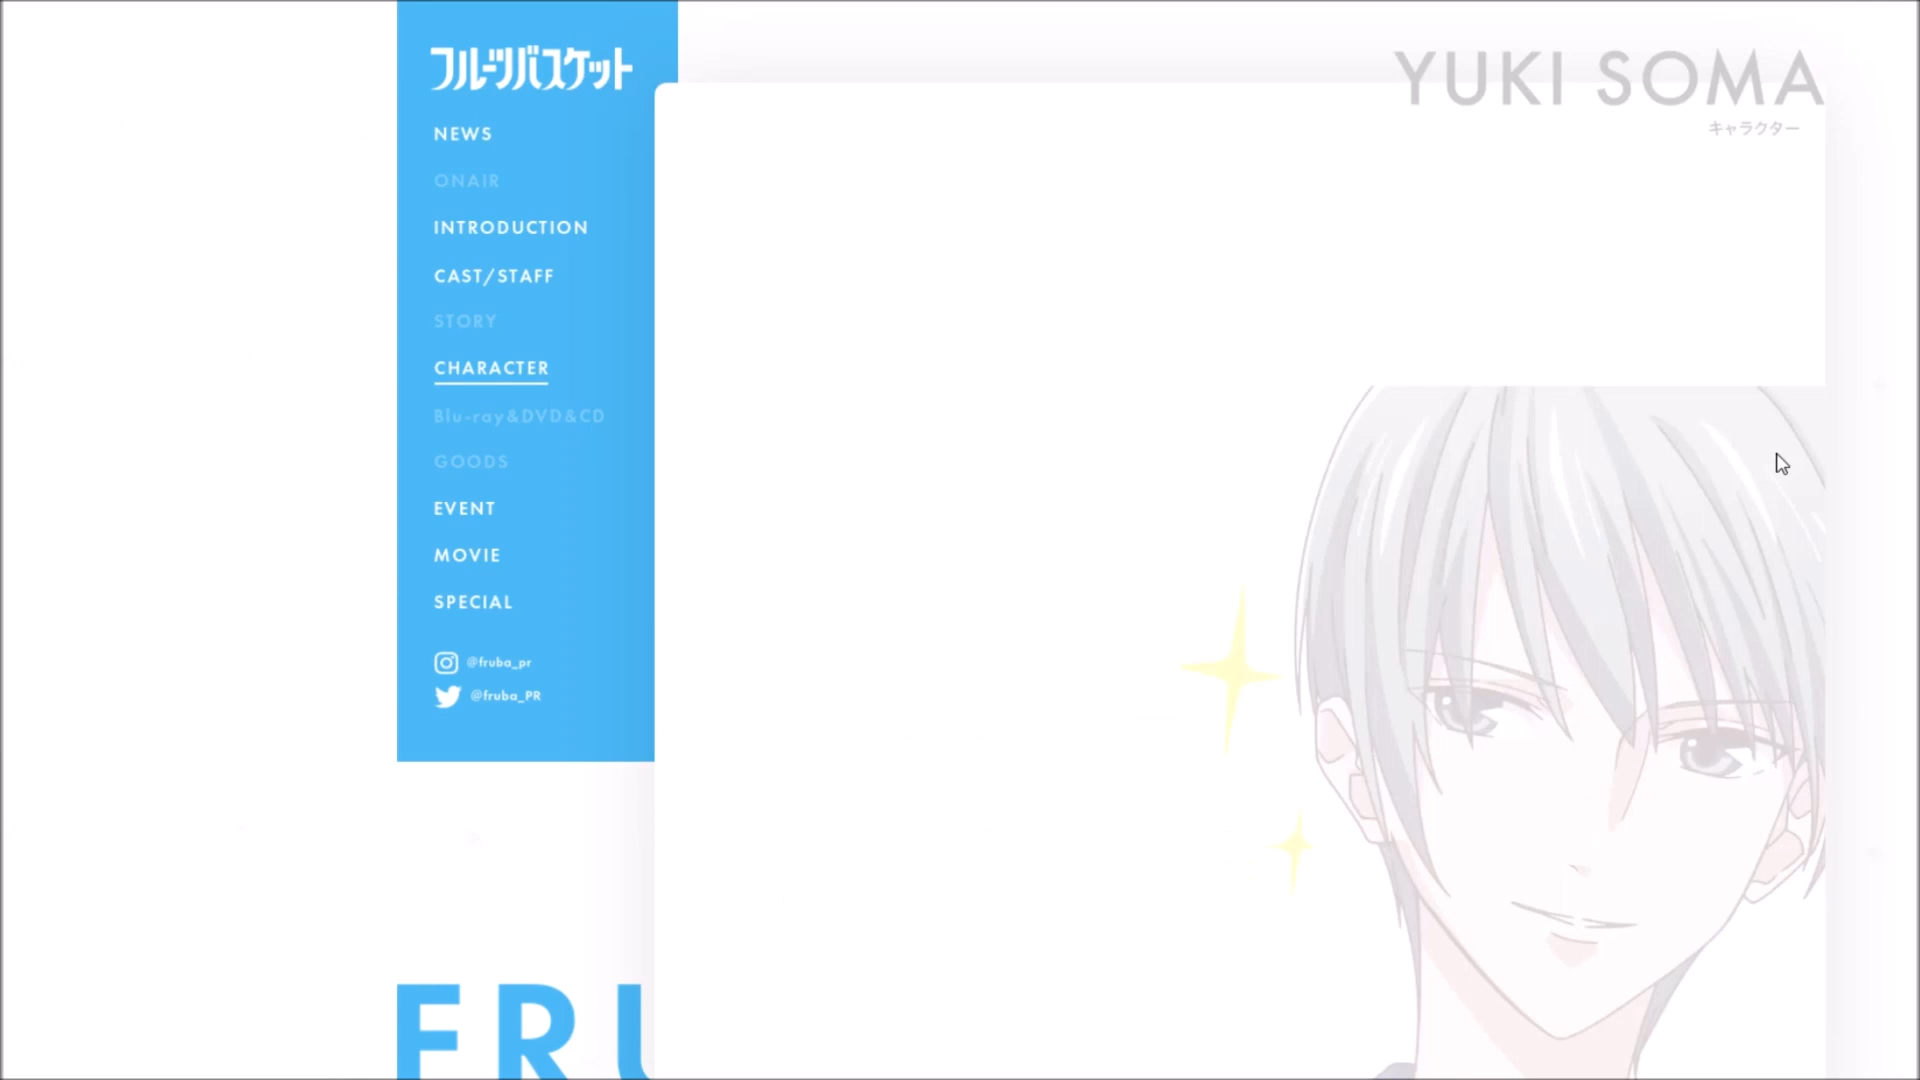 フルーツバスケット
NEWS
ONAIR
INTRODUCTION
CAST/STAFF
STORY
CHARACTER
Blu-ray&DVD&CD
GOODS
EVENT
MOVIE
SPECIAL
@fruba_pr
@fruba_PR
YUKI SOMA
キャラクター
FRU